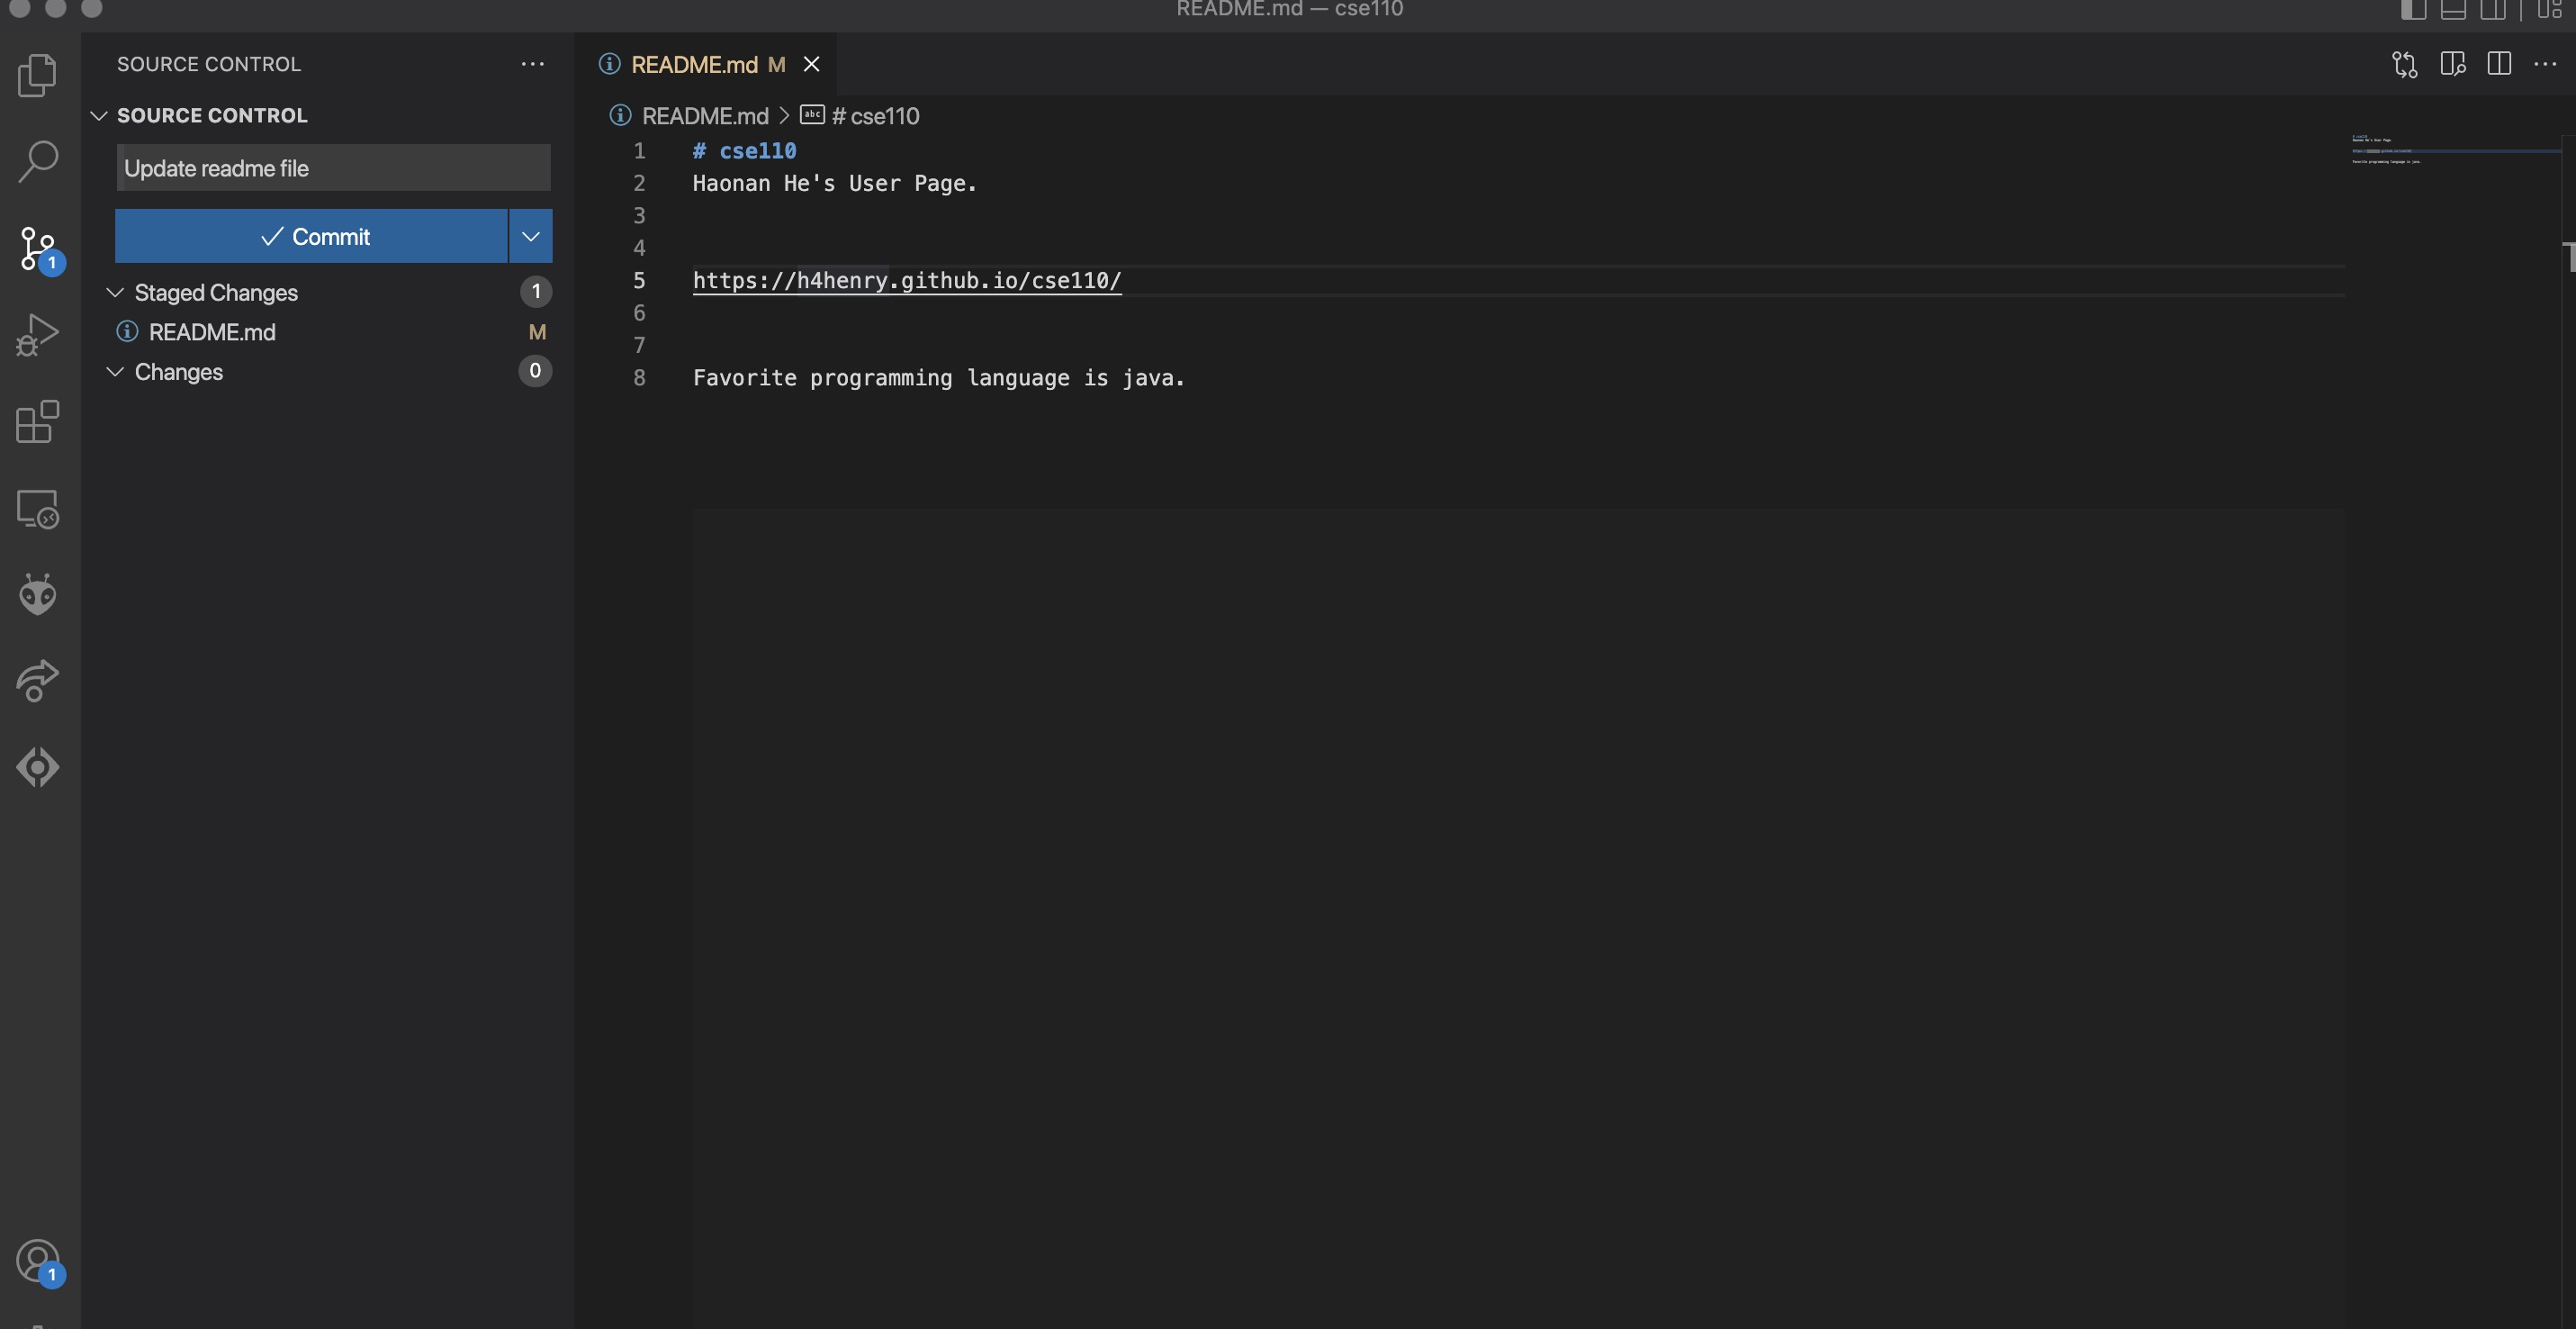 README.md — cse110
SOURCE CONTROL
SOURCE CONTROL
Update readme file
Commit
Staged Changes 1
README.md M
Changes 0
1
1
README.md M
README.md > abc # cse110
1 # cse110
2 Haonan He's User Page.
3
4
5 https://h4henry.github.io/cse110/
6
7
8 Favorite programming language is java.